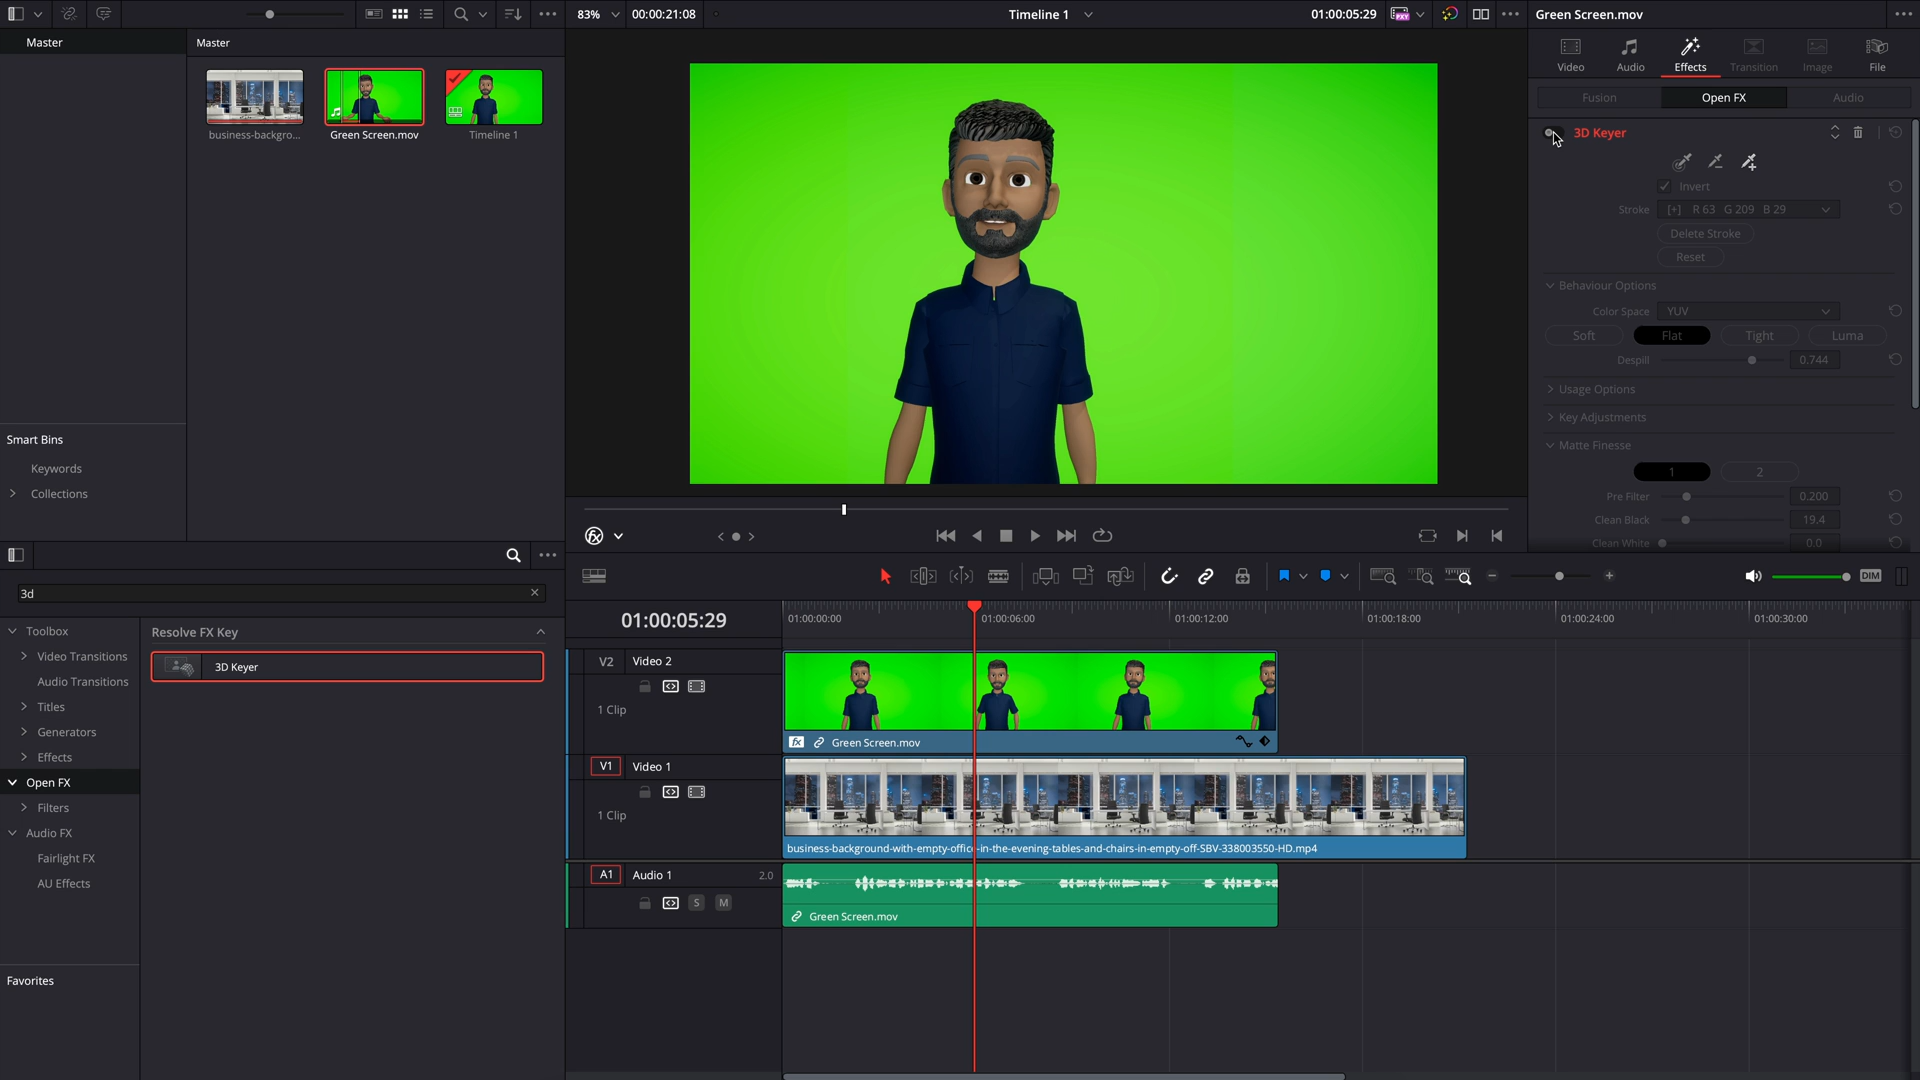 83%
00:00:21:08
Timeline 1
01:00:05:29
PXY
Green Screen.mov
Master
Master
business-backgro...
Green Screen.mov
Timeline 1
Video
Audio
Effects
Transition
Image
File
Fusion
Open FX
Audio
3D Keyer
Invert
Stroke
[+] R 63 G 209 B 29
Delete Stroke
Reset
Behaviour Options
Color Space
YUV
Soft
Flat
Tight
Luma
Despill
0.744
Usage Options
Key Adjustments
Matte Finesse
1
2
Pre Filter
0.200
Clean Black
19.4
Clean White
0.0
Smart Bins
Keywords
Collections
3d
Toolbox
Video Transitions
Audio Transitions
Titles
Generators
Effects
Open FX
Filters
Audio FX
Fairlight FX
AU Effects
Favorites
Resolve FX Key
3D Keyer
DIM
01:00:05:29
01:00:00:00
01:00:06:00
01:00:12:00
01:00:18:00
01:00:24:00
01:00:30:00
V2
Video 2
1 Clip
fx
Green Screen.mov
V1
Video 1
1 Clip
business-background-with-empty-office-in-the-evening-tables-and-chairs-in-empty-off-SBV-338003550-HD.mp4
A1
Audio 1
2.0
S
M
Green Screen.mov